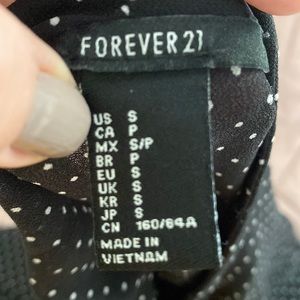 FOREVER 21
US S
CA P
MX S/P
BR P
EU S
UK S
KR S
JP S
CN 160/84A
MADE IN
VIETNAM